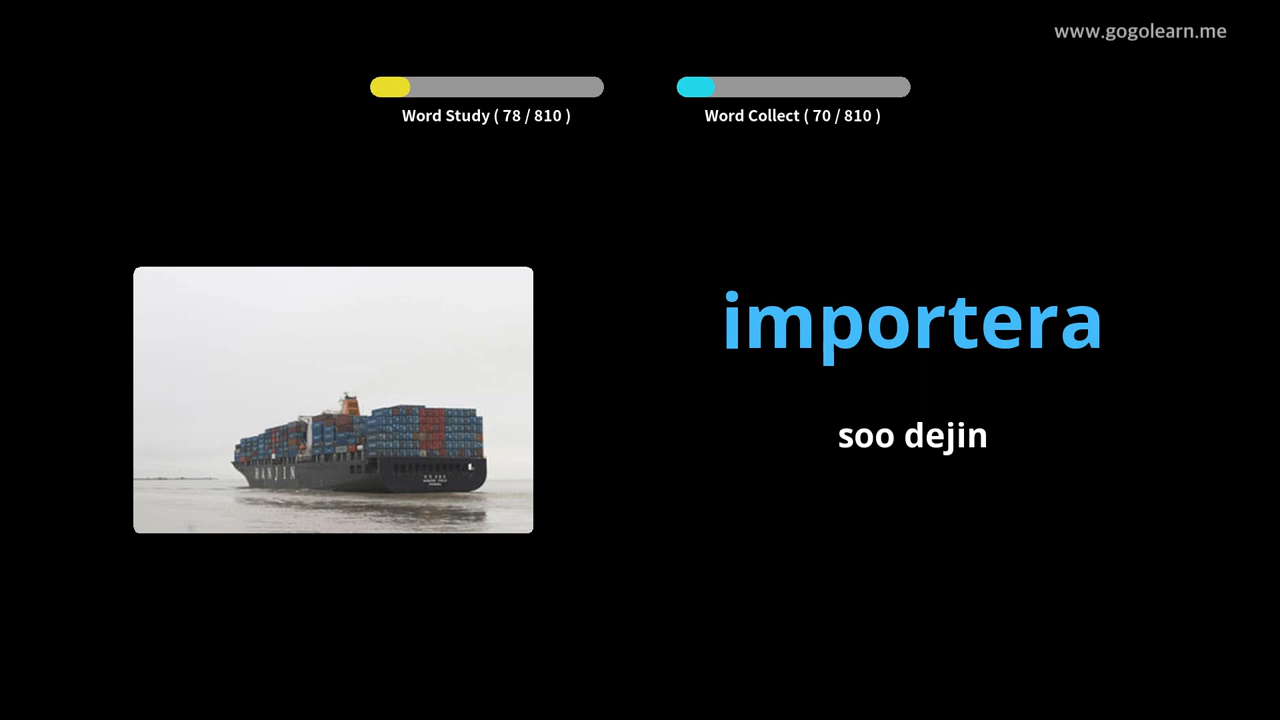 www.gogolearn.me
Word Study ( 78 / 810 )
Word Collect ( 70 / 810 )
importera
soo dejin
HANJIN